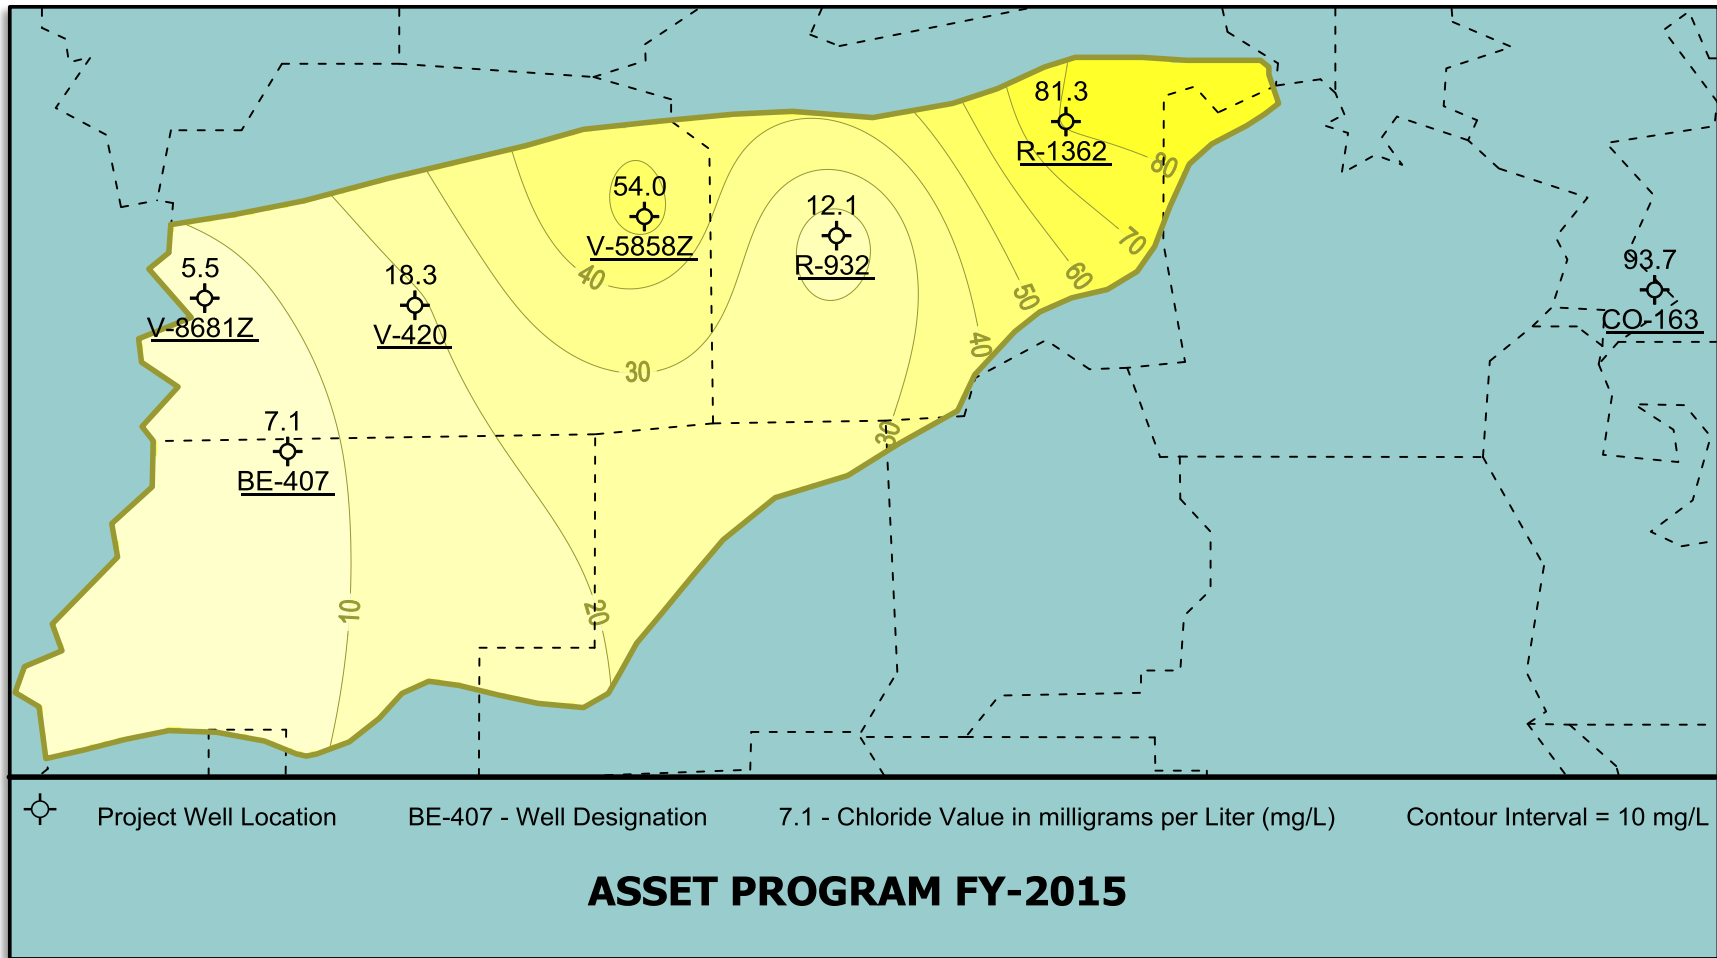 81.3
R-1362
80
54.0
V-5858Z
40
12.1
R-932
70
60
50
40
30
93.7
CO-163
5.5
V-8681Z
18.3
V-420
30
7.1
BE-407
10
20
Project Well Location
BE-407 - Well Designation
7.1 - Chloride Value in milligrams per Liter (mg/L)
Contour Interval = 10 mg/L
ASSET PROGRAM FY-2015